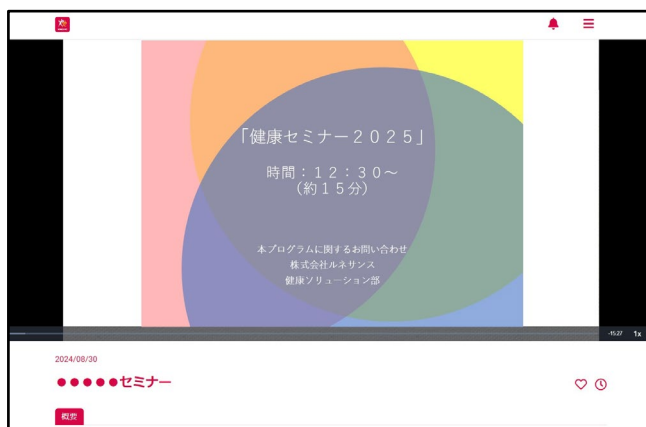 「健康セミナー２０２５」
時間：１２：３０～
（約１５分）
本プログラムに関するお問い合わせ
株式会社ルネサンス
健康ソリューション部
-15:27 1x
2024/08/30
●●●●●セミナー
概要